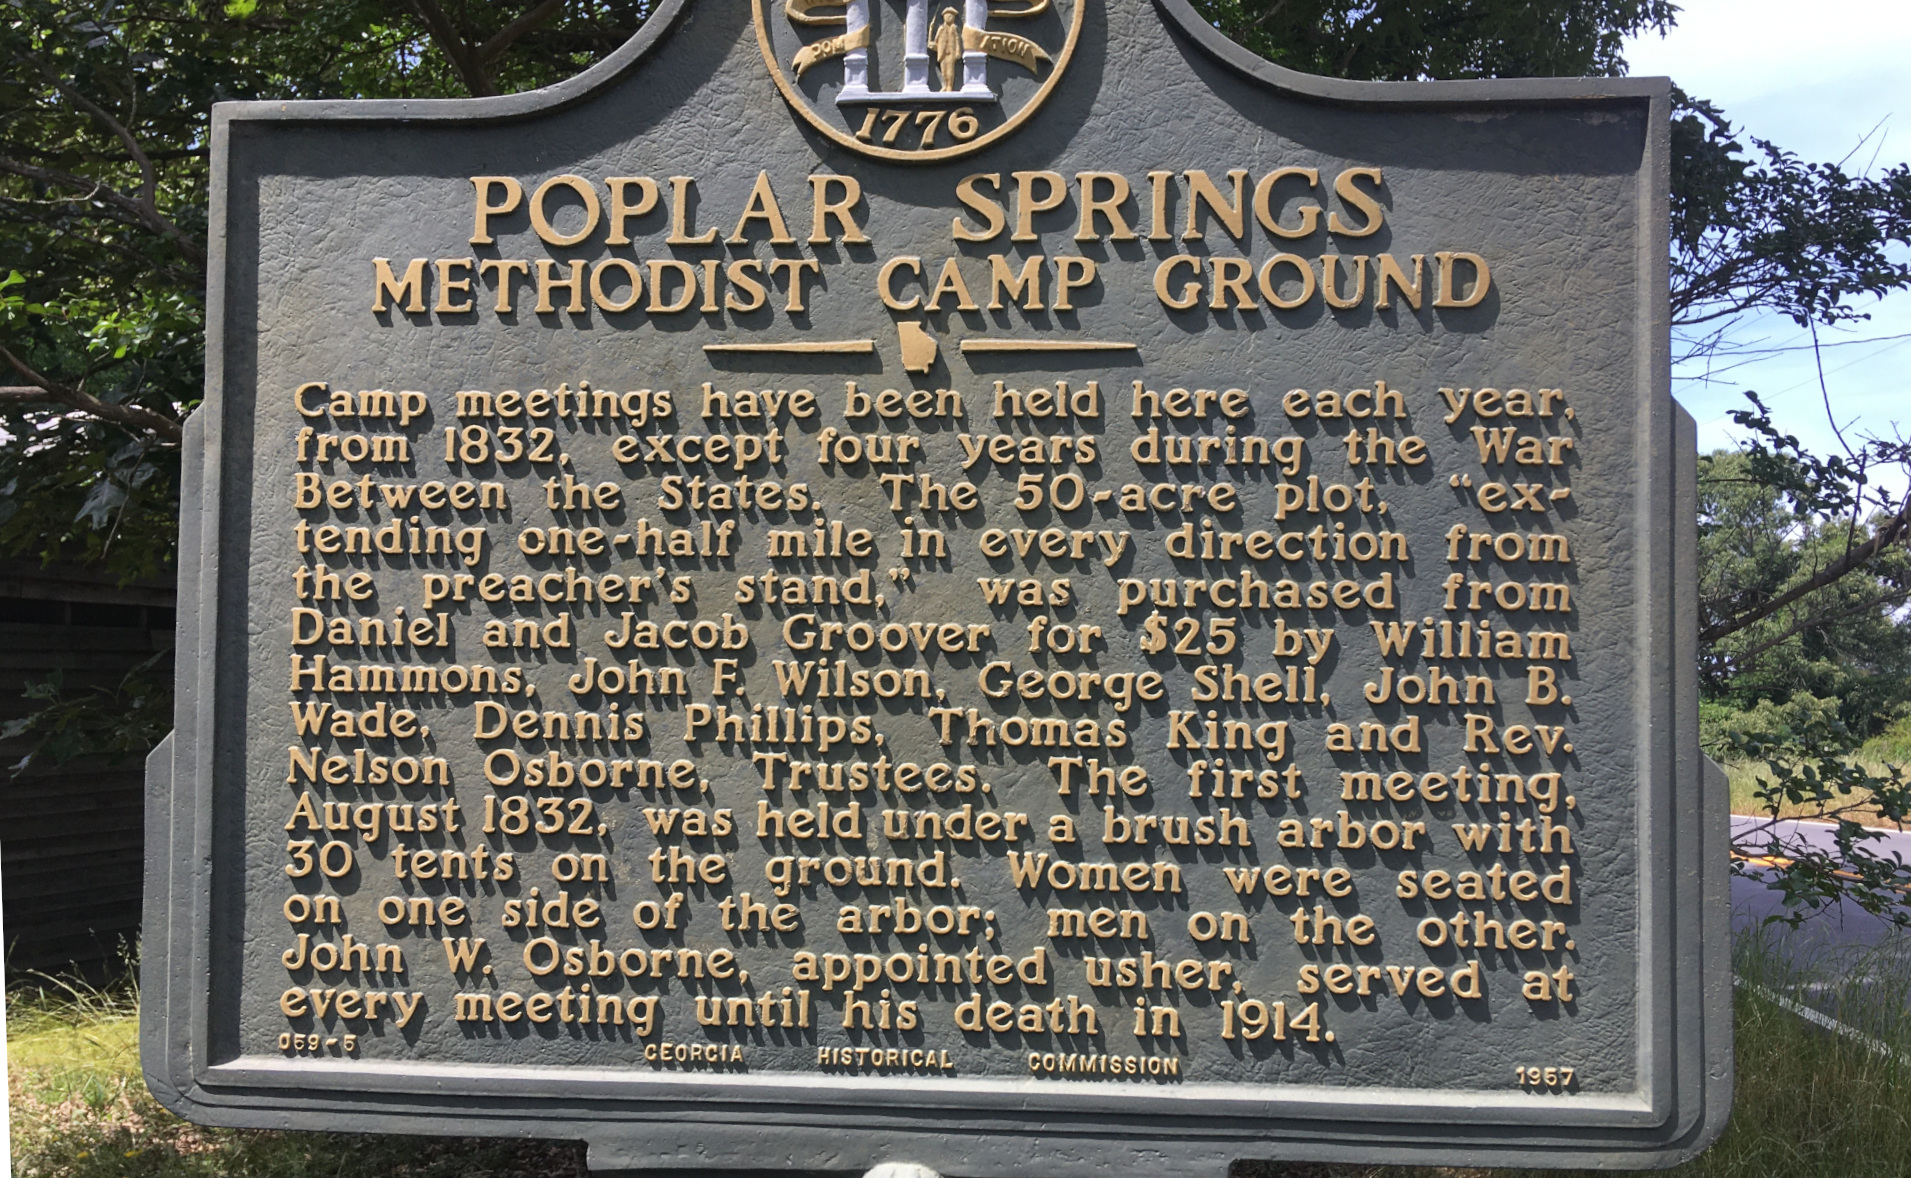 1776
POPLAR SPRINGS
METHODIST CAMP GROUND
Camp meetings have been held here each year,
from 1832, except four years during the War
Between the States. The 50-acre plot, “ex-
tending one-half mile in every direction from
the preacher's stand,” was purchased from
Daniel and Jacob Groover for $25 by William
Hammons, John F. Wilson, George Shell, John B.
Wade, Dennis Phillips, Thomas King and Rev.
Nelson Osborne, Trustees. The first meeting,
August 1832, was held under a brush arbor with
30 tents on the ground. Women were seated
on one side of the arbor; men on the other.
John W. Osborne, appointed usher, served at
every meeting until his death in 1914.
059-5 GEORGIA HISTORICAL COMMISSION 1957